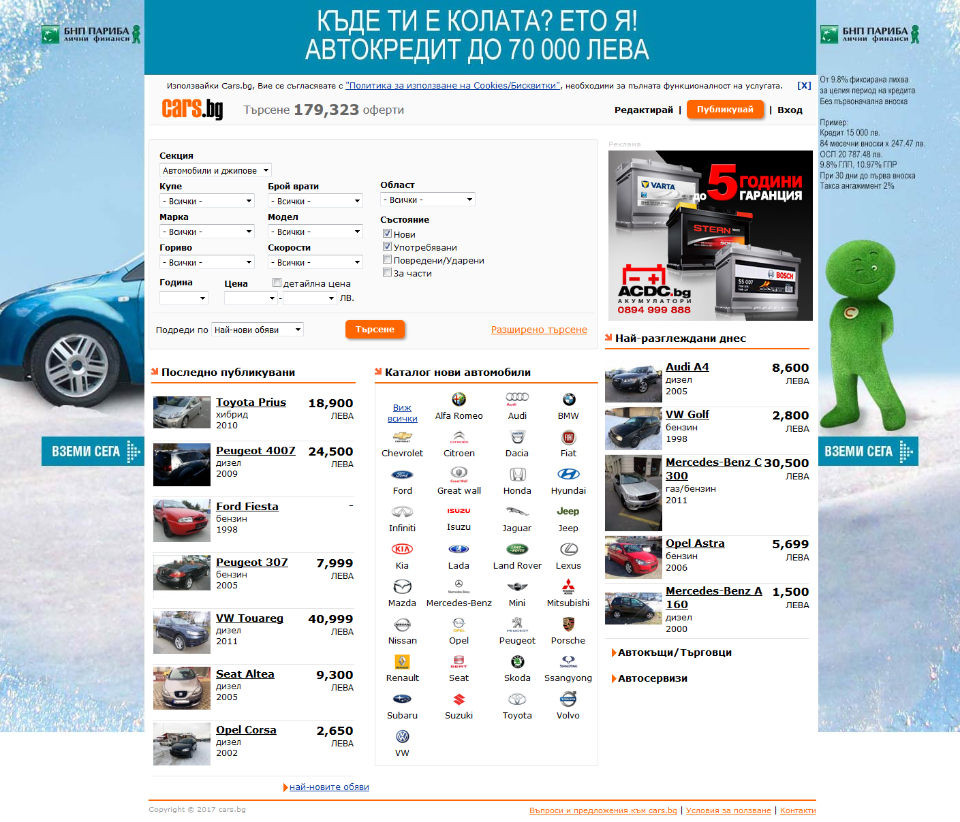 КЪДЕ ТИ Е КОЛАТА? ЕТО Я!
АВТОКРЕДИТ ДО 70 000 ЛЕВА
БНП ПАРИБА
лични финанси
БНП ПАРИБА
лични финанси
Използвайки Cars.bg, Вие се съгласявате с "Политика за използване на Cookies/Бисквитки", необходими за пълната функционалност на услугата. [X]
cars.bg
Търсене 179,323 оферти
Редактирай | Публикувай | Вход
От 9.8% фиксирана лихва
за целия период на кредита
Без първоначална вноска
Пример:
Кредит 15 000 лв.
84 месечни вноски х 247.47 лв.
ОСП 20 787.48 лв.
9.8% ГЛП, 10.97% ГПР
При 30 дни до първа вноска
Такса ангажимент 2%
ВЗЕМИ СЕГА
ВЗЕМИ СЕГА
Секция
Автомобили и джипове
Купе
- Всички -
Брой врати
- Всички -
Област
- Всички -
Марка
- Всички -
Модел
- Всички -
Състояние
Нови
Употребявани
Повредени/Ударени
За части
Гориво
- Всички -
Скорости
- Всички -
Година
Цена
детайлна цена
-
ЛВ.
Подреди по
Най-нови обяви
Търсене
Разширено търсене
Реклама
VARTA
до 5 ГОДИНИ
ГАРАНЦИЯ
STERN
BOSCH
S5 007
ACDC.bg
АКУМУЛАТОРИ
0894 999 888
Последно публикувани
Toyota Prius 18,900
хибрид ЛЕВА
2010
Peugeot 4007 24,500
дизел ЛЕВА
2009
Ford Fiesta -
бензин
1998
Peugeot 307 7,999
бензин ЛЕВА
2005
VW Touareg 40,999
дизел ЛЕВА
2011
Seat Altea 9,300
дизел ЛЕВА
2005
Opel Corsa 2,650
дизел ЛЕВА
2002
най-новите обяви
Каталог нови автомобили
Виж
всички
Alfa Romeo Audi BMW
Chevrolet Citroen Dacia Fiat
Ford Great wall Honda Hyundai
Infiniti Isuzu Jaguar Jeep
Kia Lada Land Rover Lexus
Mazda Mercedes-Benz Mini Mitsubishi
Nissan Opel Peugeot Porsche
Renault Seat Skoda Ssangyong
Subaru Suzuki Toyota Volvo
VW
Най-разглеждани днес
Audi A4 8,600
дизел ЛЕВА
2005
VW Golf 2,800
бензин ЛЕВА
1998
Mercedes-Benz C 30,500
300 ЛЕВА
газ/бензин
2011
Opel Astra 5,699
бензин ЛЕВА
2006
Mercedes-Benz A 1,500
160 ЛЕВА
дизел
2000
Автокъщи/Търговци
Автосервизи
Copyright © 2017 cars.bg
Въпроси и предложения към cars.bg | Условия за ползване | Контакти